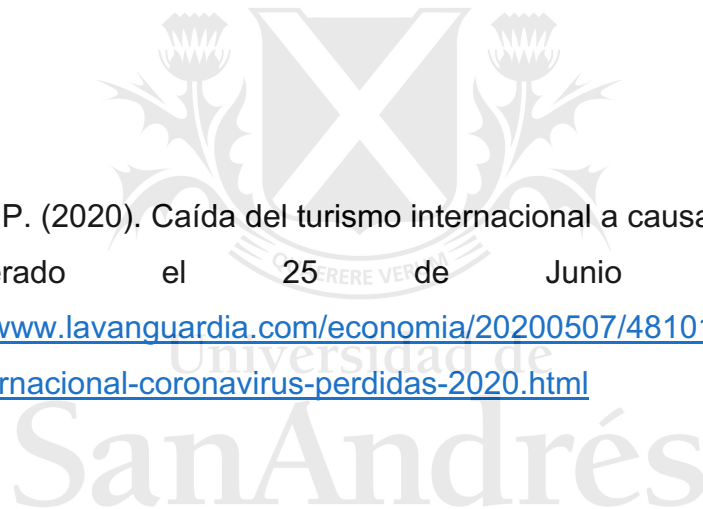 P. (2020). Caída del turismo internacional a causa
erado el 25 de Junio
QUAERERE VERUM
www.lavanguardia.com/economia/20200507/48101
Universidad de
rnacional-coronavirus-perdidas-2020.html
SanAndrés